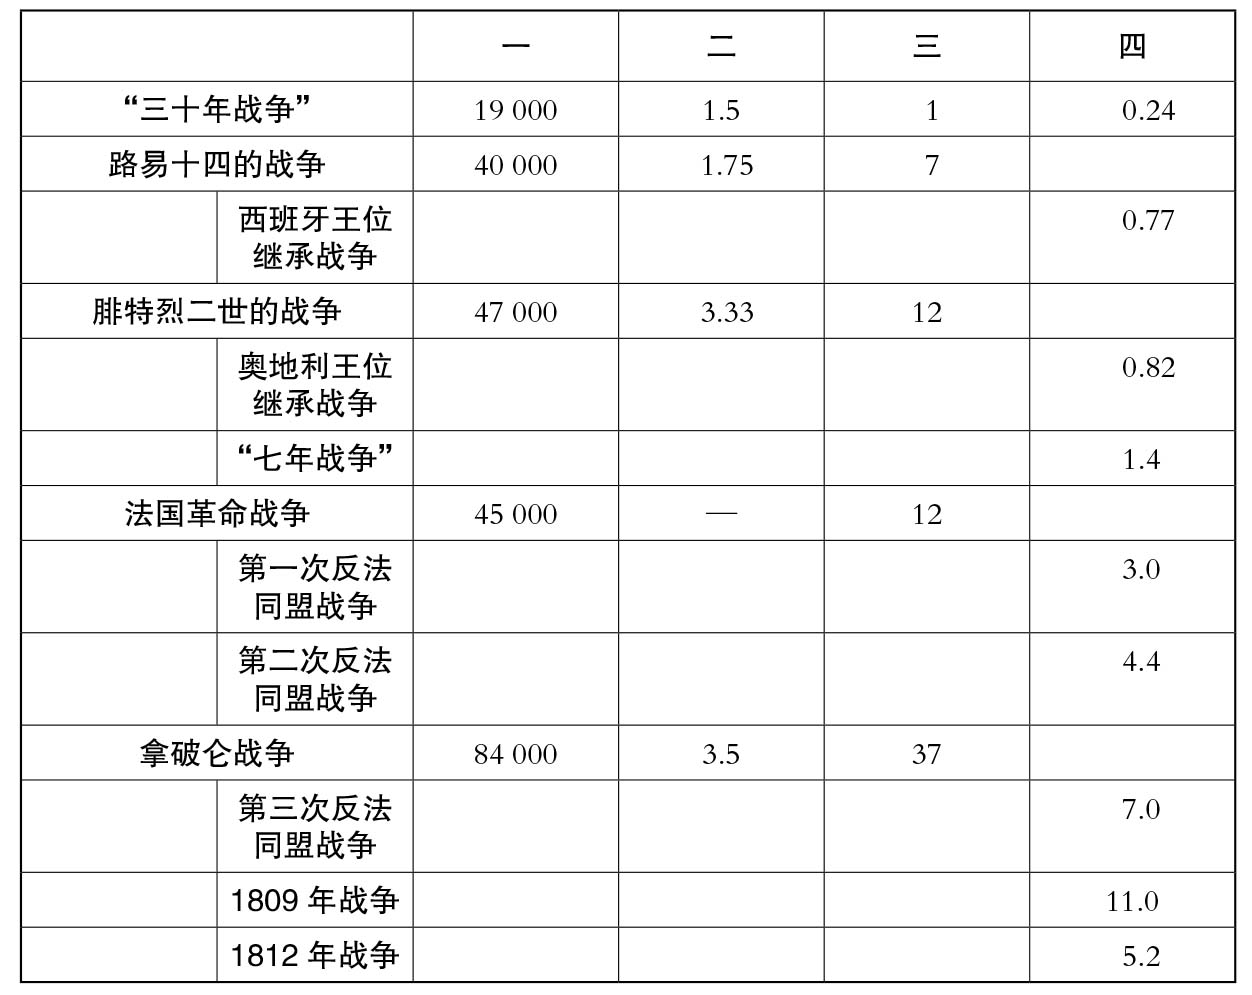 一 二 三 四
“三十年战争” 19 000 1.5 1 0.24
路易十四的战争 40 000 1.75 7
西班牙王位 0.77
继承战争
腓特烈二世的战争 47 000 3.33 12
奥地利王位 0.82
继承战争
“七年战争” 1.4
法国革命战争 45 000 — 12
第一次反法 3.0
同盟战争
第二次反法 4.4
同盟战争
拿破仑战争 84 000 3.5 37
第三次反法 7.0
同盟战争
1809 年战争 11.0
1812 年战争 5.2